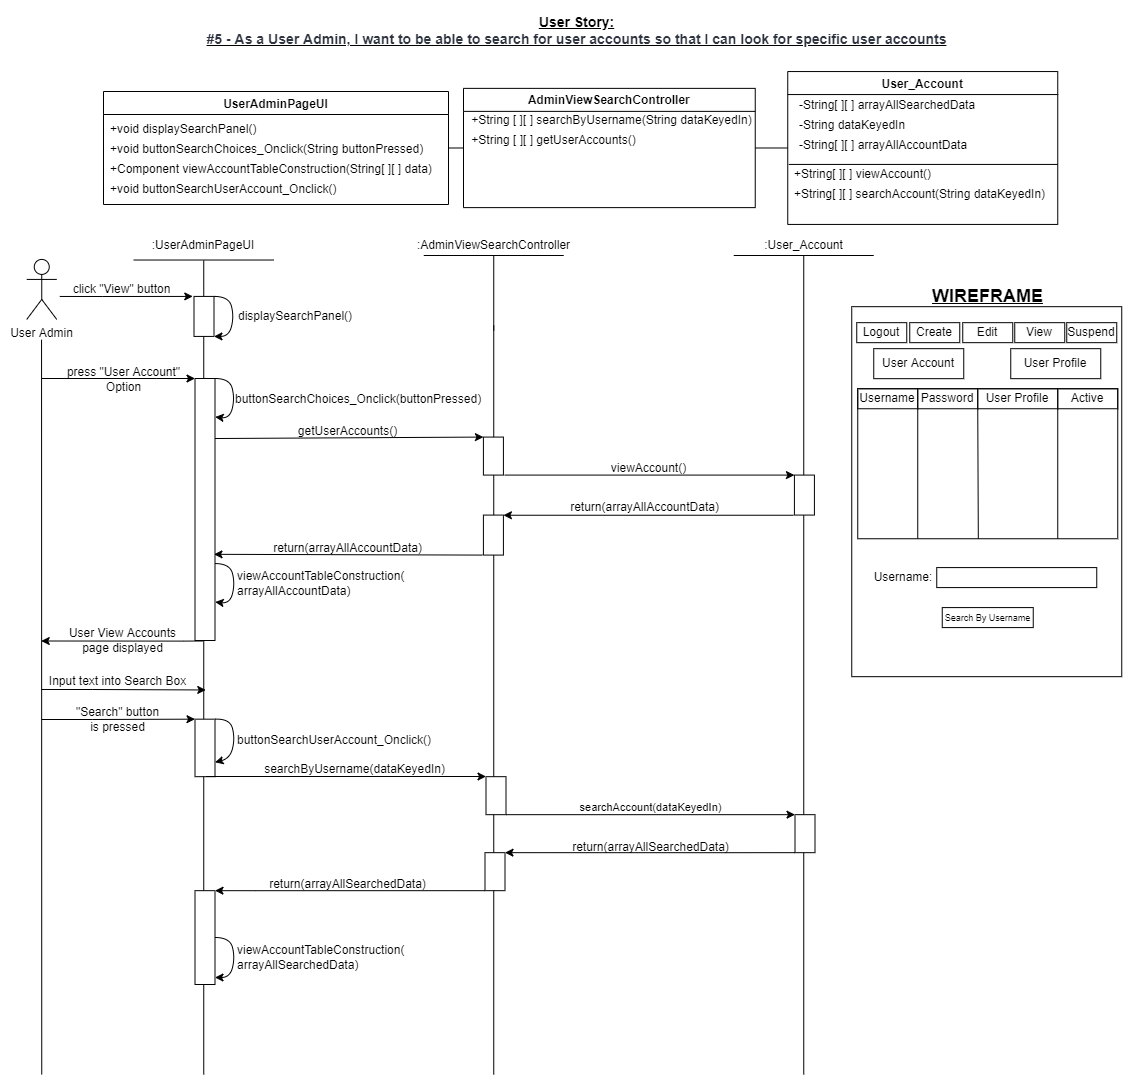 User Story:
#5 - As a User Admin, I want to be able to search for user accounts so that I can look for specific user accounts
UserAdminPageUI
+void displaySearchPanel()
+void buttonSearchChoices_Onclick(String buttonPressed)
+Component viewAccountTableConstruction(String[ ][ ] data)
+void buttonSearchUserAccount_Onclick()
AdminViewSearchController
+String [ ][ ] searchByUsername(String dataKeyedIn)
+String [ ][ ] getUserAccounts()
User_Account
-String[ ][ ] arrayAllSearchedData
-String dataKeyedIn
-String[ ][ ] arrayAllAccountData
+String[ ][ ] viewAccount()
+String[ ][ ] searchAccount(String dataKeyedIn)
:UserAdminPageUI
:AdminViewSearchController
:User_Account
User Admin
click "View" button
displaySearchPanel()
press "User Account"
Option
buttonSearchChoices_Onclick(buttonPressed)
getUserAccounts()
viewAccount()
return(arrayAllAccountData)
return(arrayAllAccountData)
viewAccountTableConstruction(
arrayAllAccountData)
User View Accounts
page displayed
Input text into Search Box
"Search" button
is pressed
buttonSearchUserAccount_Onclick()
searchByUsername(dataKeyedIn)
searchAccount(dataKeyedIn)
return(arrayAllSearchedData)
return(arrayAllSearchedData)
viewAccountTableConstruction(
arrayAllSearchedData)
WIREFRAME
Logout Create Edit View Suspend
User Account User Profile
Username Password User Profile Active
Username:
Search By Username